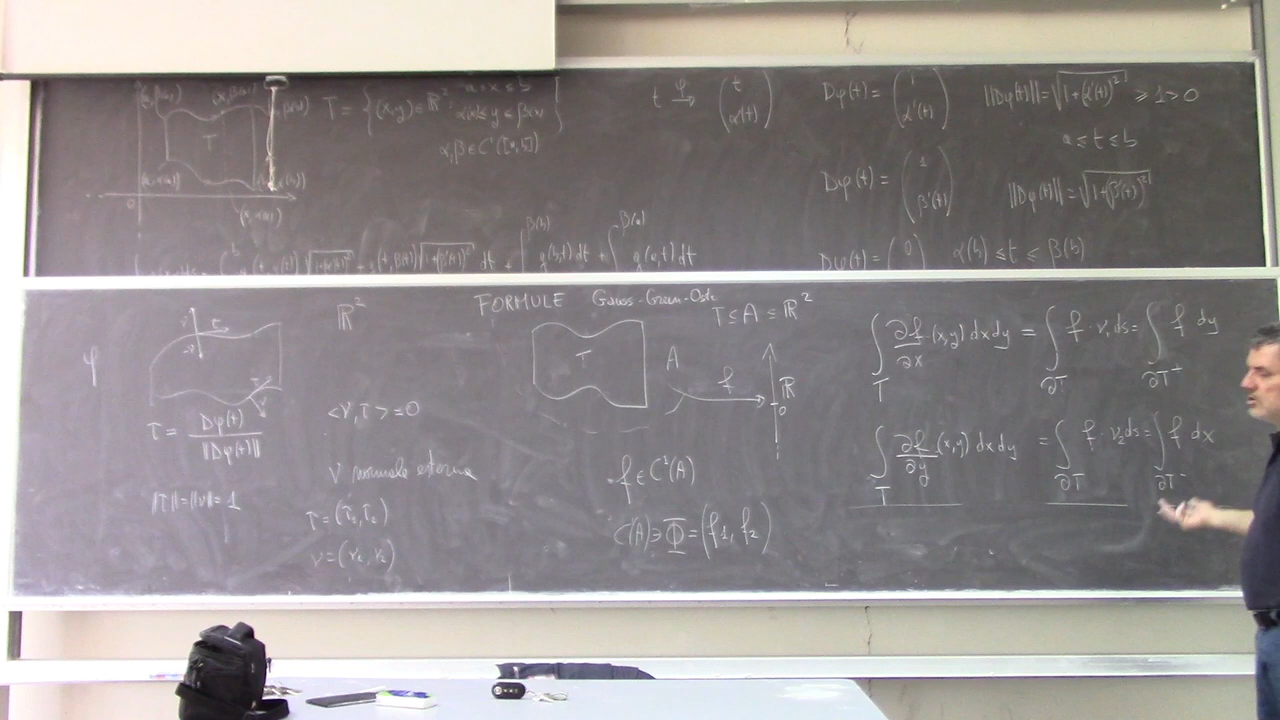 T = { (x,y) ∈ ℝ² : a ≤ x ≤ b
α(x) ≤ y ≤ β(x)
α,β ∈ C¹([a,b]) }
T
0
t →φ ( t α(t) )
Dφ(t) = ( 1 α'(t) )
‖Dφ(t)‖ = √1+(α'(t))² ≥ 1 > 0
a ≤ t ≤ b
Dφ(t) = ( 1 β'(t) )
‖Dφ(t)‖ = √1+(β'(t))²
β(b) β(a)
g(b,t) dt + ∫ g(a,t) dt
Dφ(t) = ( 0
α(b) ≤ t ≤ β(b)
FORMULE Gauss-Green-Ostr
ℝ²
φ
τ = Dφ(t) / ‖Dφ(t)‖
‖τ‖=‖ν‖=1
<ν,τ> = 0
ν normale esterna
τ = (τ₁,τ₂)
ν = (ν₁,ν₂)
T
T ⊆ A ⊆ ℝ²
A f ℝ
0
f ∈ C¹(A)
C¹(A) ∋ Φ = (f₁, f₂)
∫_T ∂f/∂x (x,y) dx dy = ∫_∂T f · ν₁ ds = ∫_∂T⁺ f dy
∫_T ∂f/∂y (x,y) dx dy = ∫_∂T f · ν₂ ds = ∫_∂T⁻ f dx